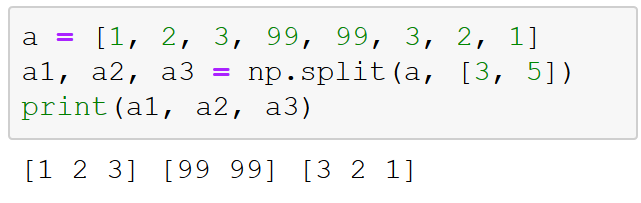 a = [1, 2, 3, 99, 99, 3, 2, 1]
a1, a2, a3 = np.split(a, [3, 5])
print(a1, a2, a3)
[1 2 3] [99 99] [3 2 1]